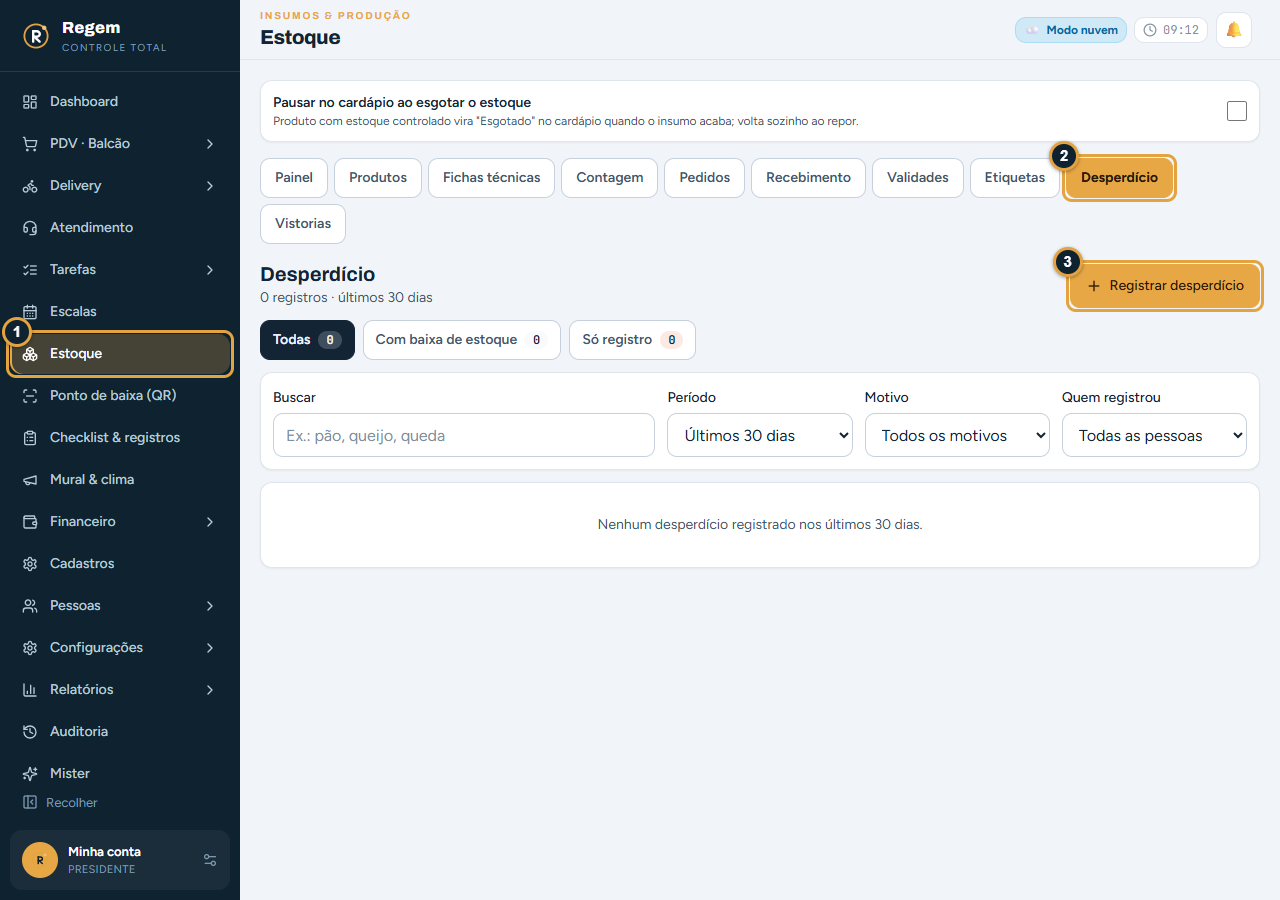 Regem
CONTROLE TOTAL
Dashboard
PDV · Balcão
Delivery
Atendimento
Tarefas
Escalas
1
Estoque
Ponto de baixa (QR)
Checklist & registros
Mural & clima
Financeiro
Cadastros
Pessoas
Configurações
Relatórios
Auditoria
Mister
Recolher
R
Minha conta
PRESIDENTE
INSUMOS & PRODUÇÃO
Estoque
Modo nuvem
09:12
Pausar no cardápio ao esgotar o estoque
Produto com estoque controlado vira "Esgotado" no cardápio quando o insumo acaba; volta sozinho ao repor.
Painel Produtos Fichas técnicas Contagem Pedidos Recebimento Validades Etiquetas 2 Desperdício
Vistorias
Desperdício
0 registros · últimos 30 dias
3
+ Registrar desperdício
Todas 0 Com baixa de estoque 0 Só registro 0
Buscar Período Motivo Quem registrou
Ex.: pão, queijo, queda Últimos 30 dias Todos os motivos Todas as pessoas
Nenhum desperdício registrado nos últimos 30 dias.